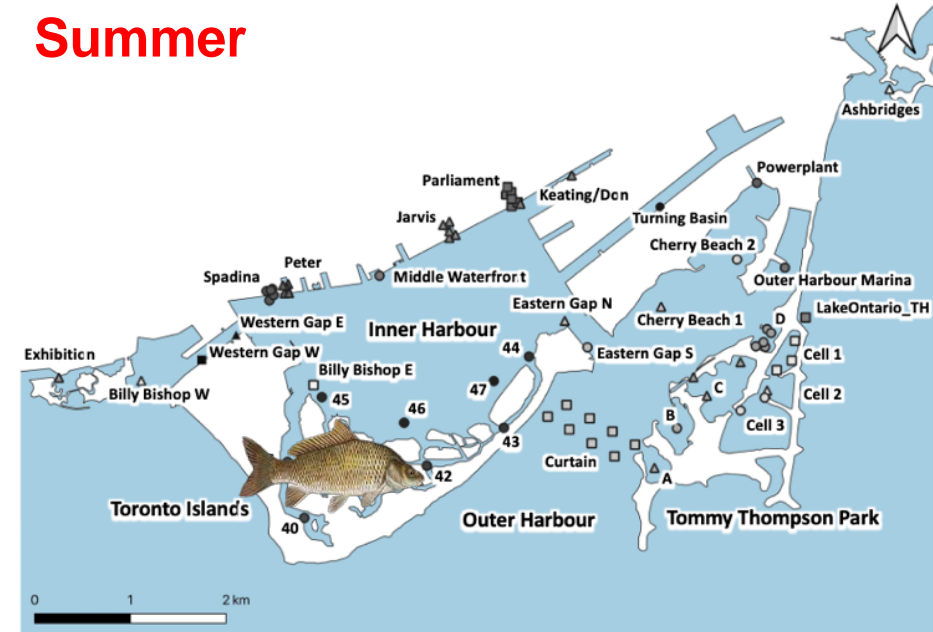 Summer
Ashbridges
Powerplant
Parliament
Keating/Don
Jarvis
Turning Basin
Cherry Beach 2
Peter
Spadina
Middle Waterfront
Outer Harbour Marina
Eastern Gap N
LakeOntario_TH
Western Gap E
Inner Harbour
Cherry Beach 1
D
Exhibition
Western Gap W
44
Eastern Gap S
Cell 1
Billy Bishop E
Billy Bishop W
47
C
Cell 2
45
46
B
Cell 3
43
Curtain
42
A
Toronto Islands
40
Outer Harbour
Tommy Thompson Park
0 1 2 km